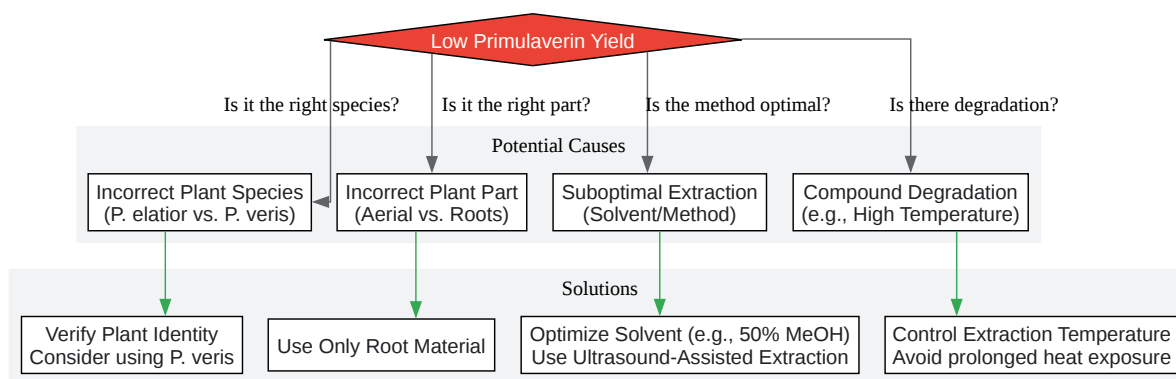 Low Primulaverin Yield
Is it the right species?
Is it the right part?
Is the method optimal?
Is there degradation?
Potential Causes
Incorrect Plant Species
(P. elatior vs. P. veris)
Incorrect Plant Part
(Aerial vs. Roots)
Suboptimal Extraction
(Solvent/Method)
Compound Degradation
(e.g., High Temperature)
Solutions
Verify Plant Identity
Consider using P. veris
Use Only Root Material
Optimize Solvent (e.g., 50% MeOH)
Use Ultrasound-Assisted Extraction
Control Extraction Temperature
Avoid prolonged heat exposure